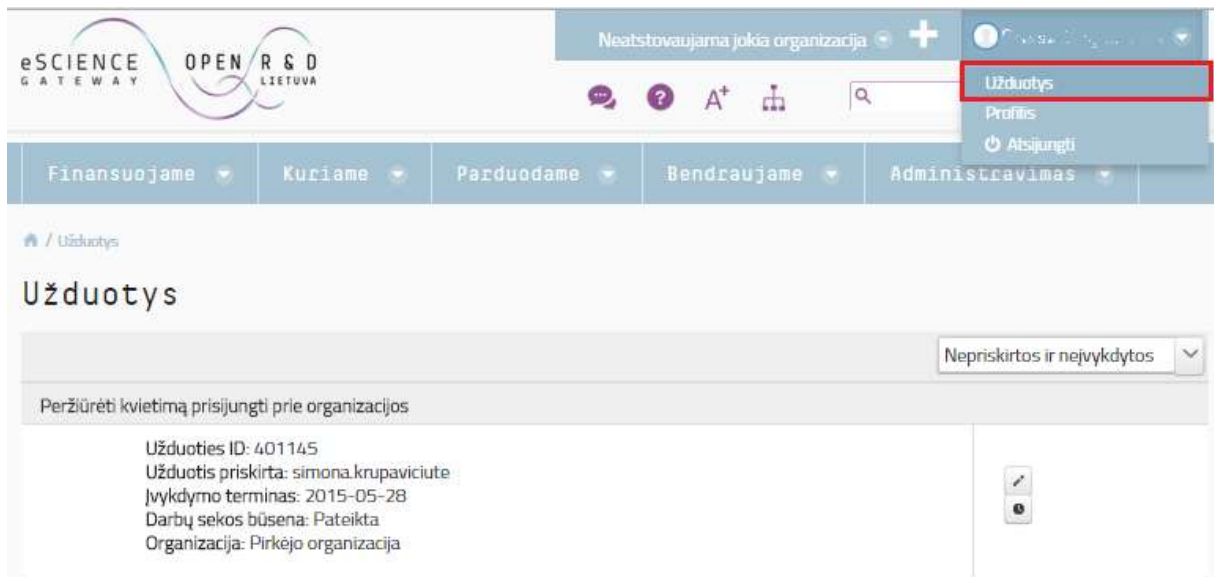 eSCIENCE
GATEWAY
OPEN R & D
LIETUVA
Neatstovaujama jokia organizacija
A+
Užduotys
Profilis
Atsijungti
Finansuojame
Kuriame
Parduodame
Bendraujame
Administravimas
/ Užduotys
Užduotys
Nepriskirtos ir neįvykdytos
Peržiūrėti kvietimą prisijungti prie organizacijos
Užduoties ID: 401145
Užduotis priskirta: simona.krupaviciute
Įvykdymo terminas: 2015-05-28
Darbų sekos būsena: Pateikta
Organizacija: Pirkėjo organizacija